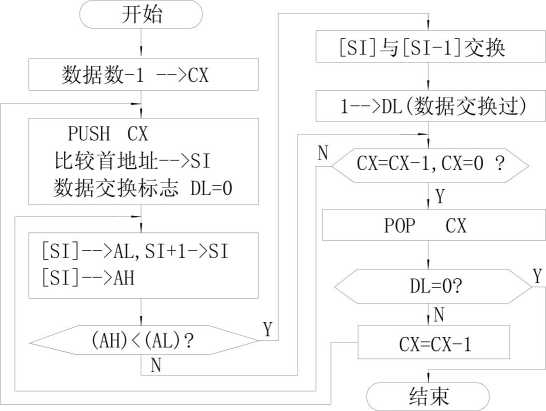 开始
数据数-1 -->CX
PUSH CX
比较首地址-->SI
数据交换标志 DL=0
[SI]-->AL,SI+1->SI
[SI]-->AH
(AH)<(AL)?
Y
N
[SI]与[SI-1]交换
1-->DL(数据交换过)
N
CX=CX-1,CX=0 ?
Y
POP CX
DL=0?
Y
N
CX=CX-1
结束